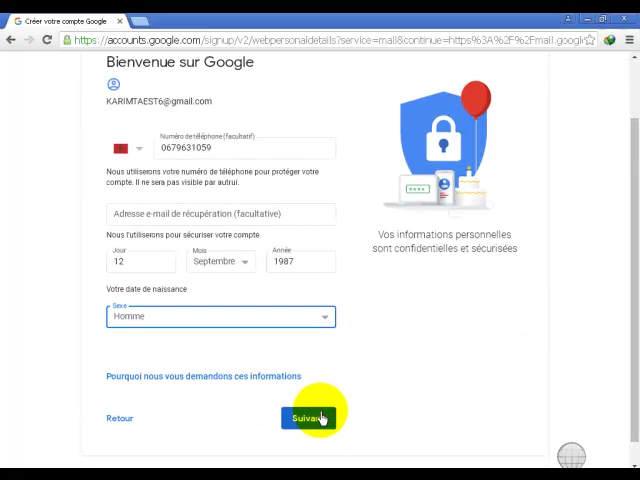 Créer votre compte Google
https://accounts.google.com/signup/v2/webpersonaldetails?service=mail&continue=https%3A%2F%2Fmail.google
Bienvenue sur Google
KARIMTAEST6@gmail.com
Numéro de téléphone (facultatif)
0679631059
Nous utiliserons votre numéro de téléphone pour protéger votre
compte. Il ne sera pas visible par autrui.
Adresse e-mail de récupération (facultative)
Nous l'utiliserons pour sécuriser votre compte
Jour
Mois
Année
12
Septembre
1987
Votre date de naissance
Sexe
Homme
Pourquoi nous vous demandons ces informations
Retour
Suivant
Vos informations personnelles
sont confidentielles et sécurisées